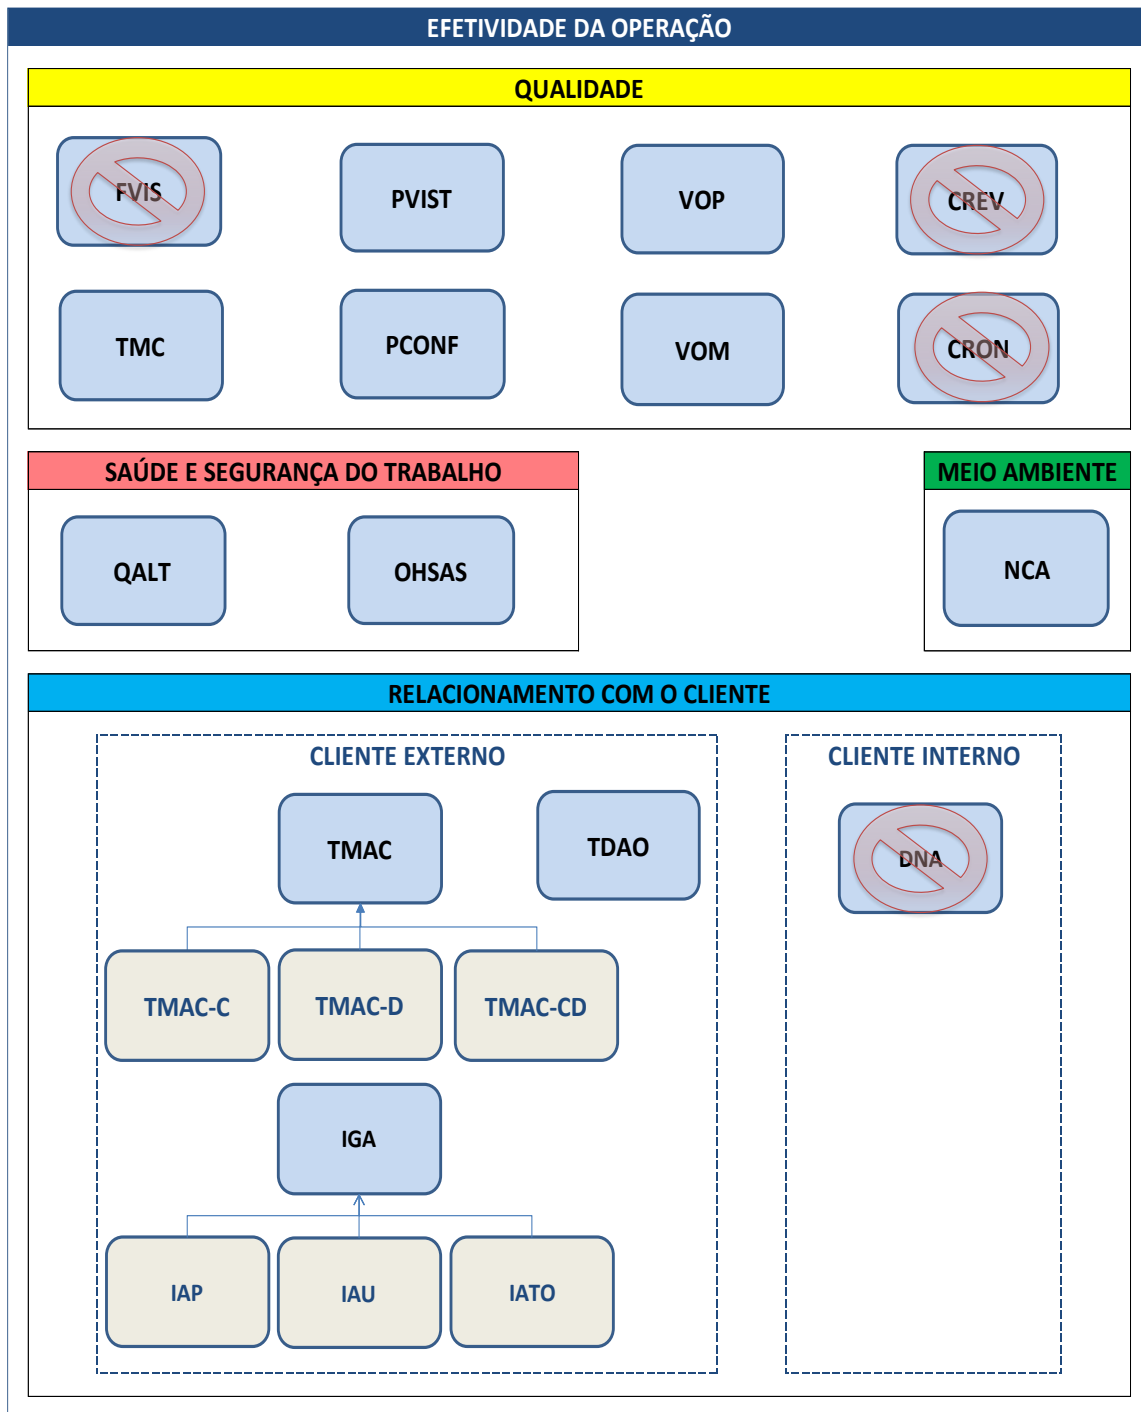 EFETIVIDADE DA OPERAÇÃO
QUALIDADE
FVIS
PVIST
VOP
CREV
TMC
PCONF
VOM
CRON
SAÚDE E SEGURANÇA DO TRABALHO
QALT
OHSAS
MEIO AMBIENTE
NCA
RELACIONAMENTO COM O CLIENTE
CLIENTE EXTERNO
TMAC
TDAO
TMAC-C
TMAC-D
TMAC-CD
IGA
IAP
IAU
IATO
CLIENTE INTERNO
DNA